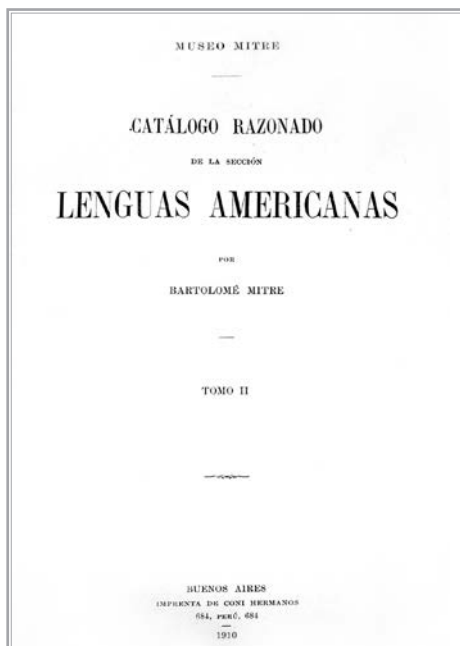 MUSEO MITRE
CATÁLOGO RAZONADO
DE LA SECCIÓN
LENGUAS AMERICANAS
POR
BARTOLOMÉ MITRE
TOMO II
BUENOS AIRES
IMPRENTA DE CONI HERMANOS
684, PERÚ, 684
1910